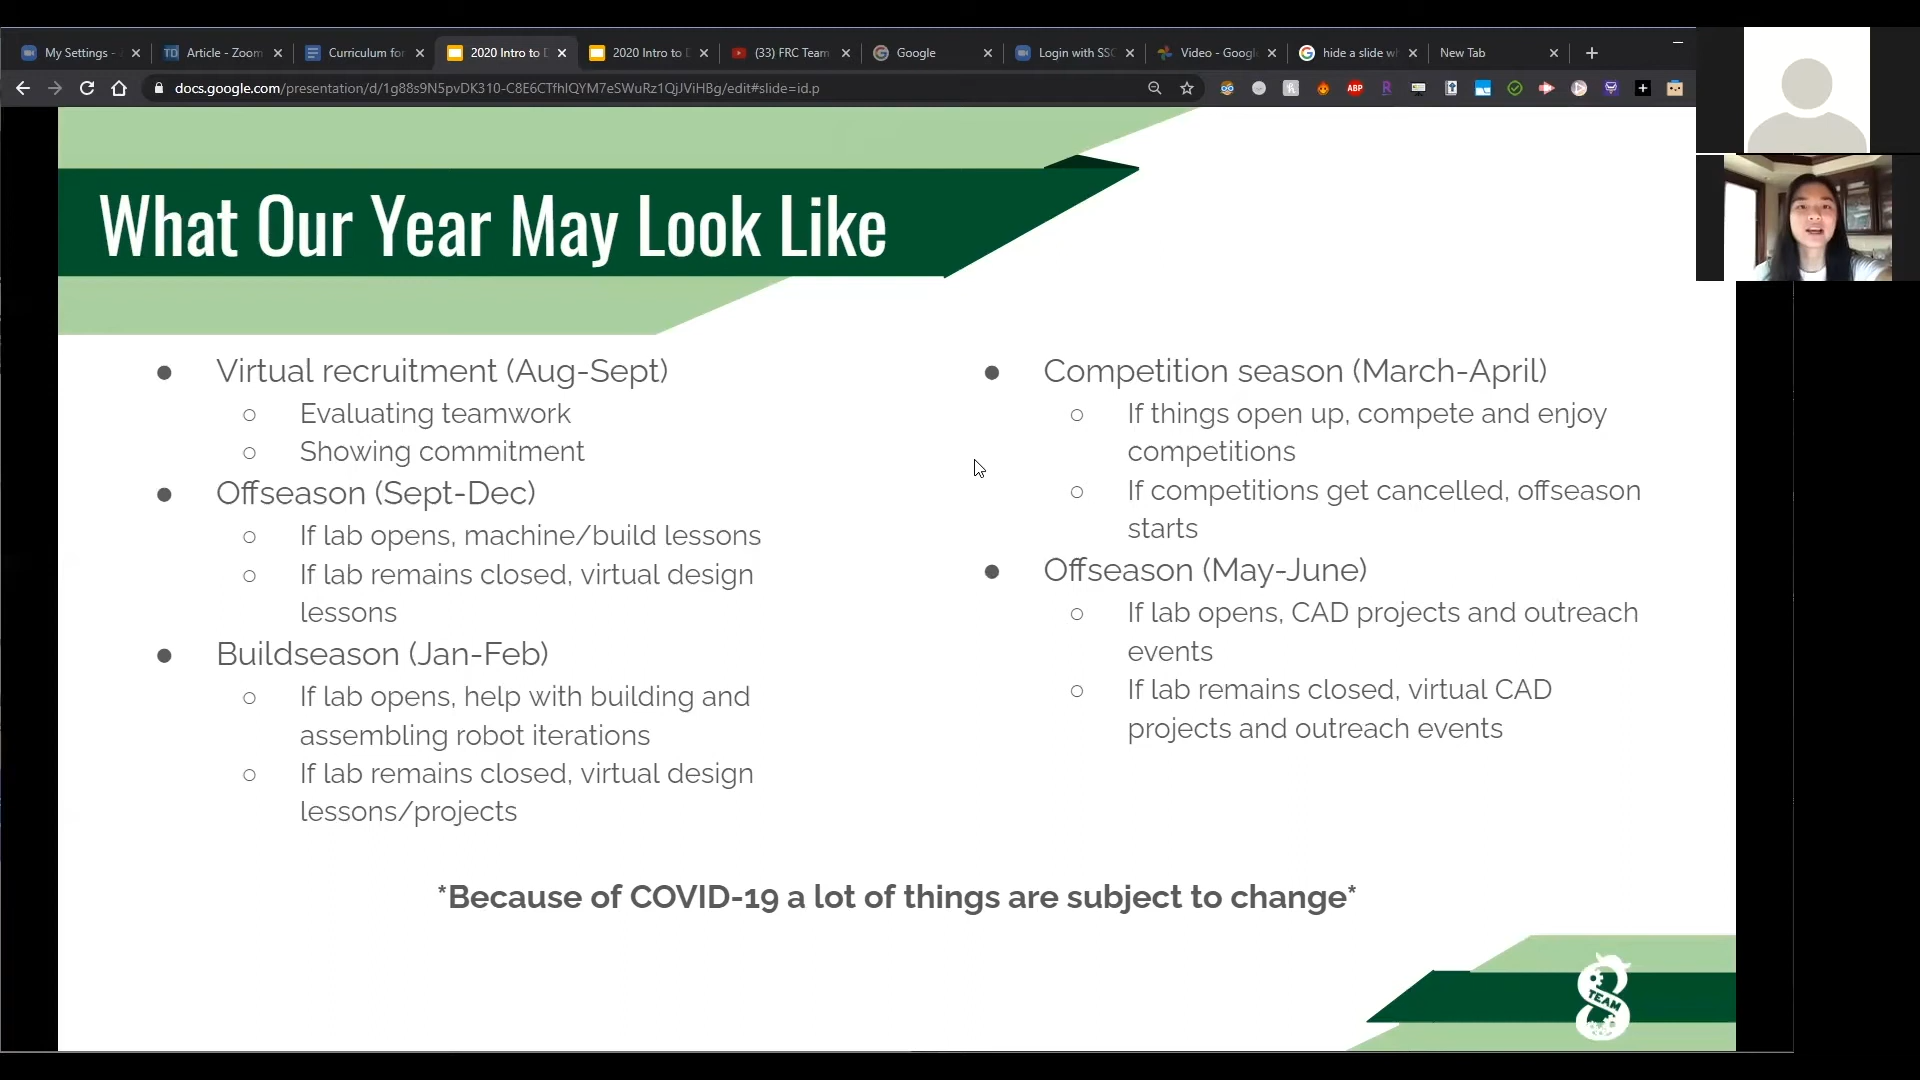 My Settings -
Article - Zoom
Curriculum for
2020 Intro to D
2020 Intro to D
(33) FRC Team
Google
Login with SSO
Video - Google
hide a slide wh
New Tab
docs.google.com/presentation/d/1g88s9N5pvDK310-C8E6CTfhIQYM7eSWuRz1QjJViHBg/edit#slide=id.p
ABP
What Our Year May Look Like
● Virtual recruitment (Aug-Sept)
○ Evaluating teamwork
○ Showing commitment
● Offseason (Sept-Dec)
○ If lab opens, machine/build lessons
○ If lab remains closed, virtual design
lessons
● Buildseason (Jan-Feb)
○ If lab opens, help with building and
assembling robot iterations
○ If lab remains closed, virtual design
lessons/projects
● Competition season (March-April)
○ If things open up, compete and enjoy
competitions
○ If competitions get cancelled, offseason
starts
● Offseason (May-June)
○ If lab opens, CAD projects and outreach
events
○ If lab remains closed, virtual CAD
projects and outreach events
*Because of COVID-19 a lot of things are subject to change*
TEAM
8